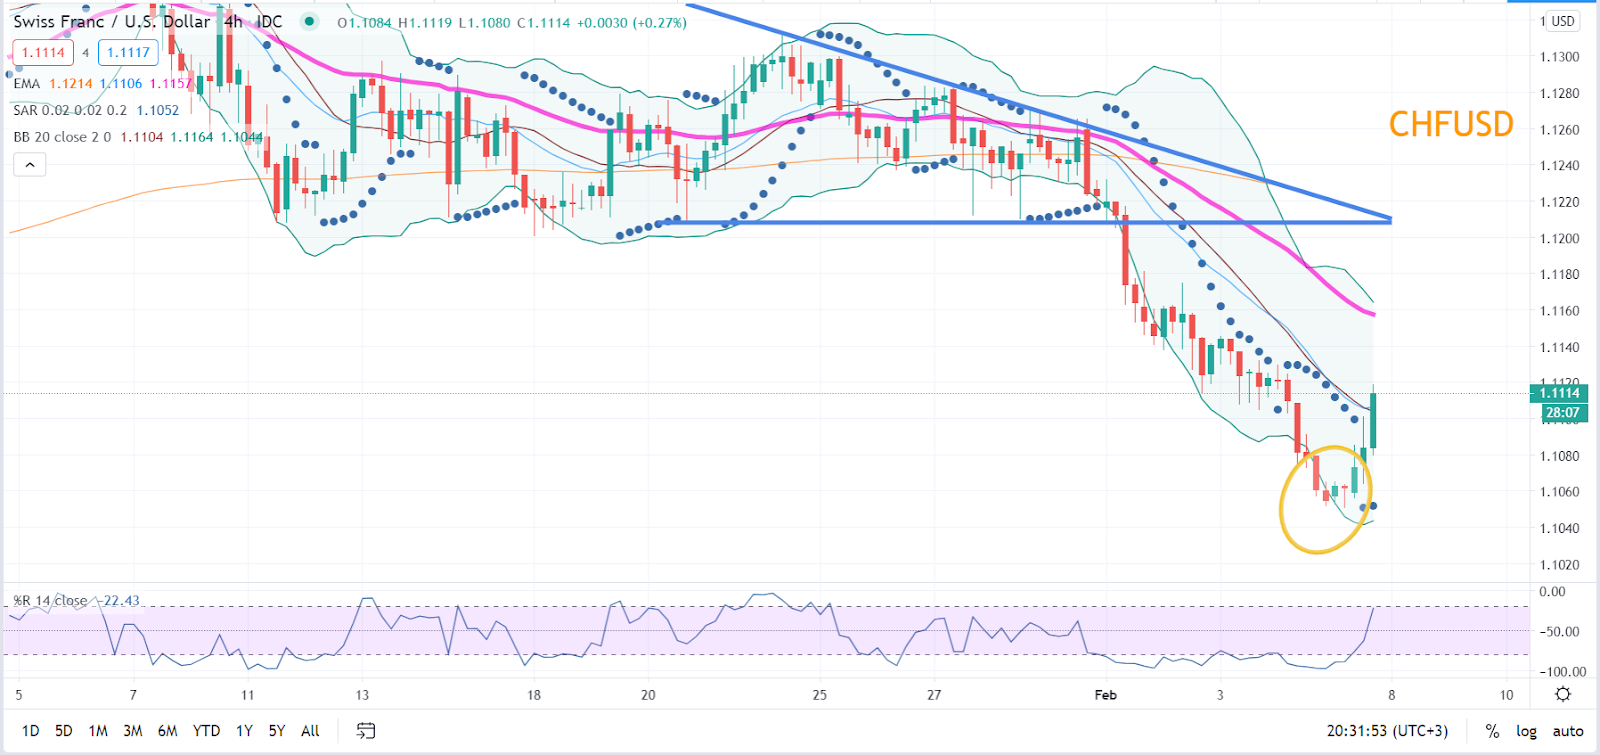 Swiss Franc / U.S. Dollar 4h IDC O1.1084 H1.1119 L1.1080 C1.1114 +0.0030 (+0.27%)
USD
1.1114 4 1.1117
EMA 1.1214 1.1106 1.1157
SAR 0.02 0.02 0.2 1.1052
BB 20 close 2 0 1.1104 1.1164 1.1044
CHFUSD
1.1300
1.1280
1.1260
1.1240
1.1220
1.1200
1.1180
1.1160
1.1140
1.1120
1.1114
28:07
1.1080
1.1060
1.1040
1.1020
%R 14 close -22.43
0.00
-50.00
-100.00
5 7 11 13 18 20 25 27 Feb 3 8 10
1D 5D 1M 3M 6M YTD 1Y 5Y All 20:31:53 (UTC+3) % log auto